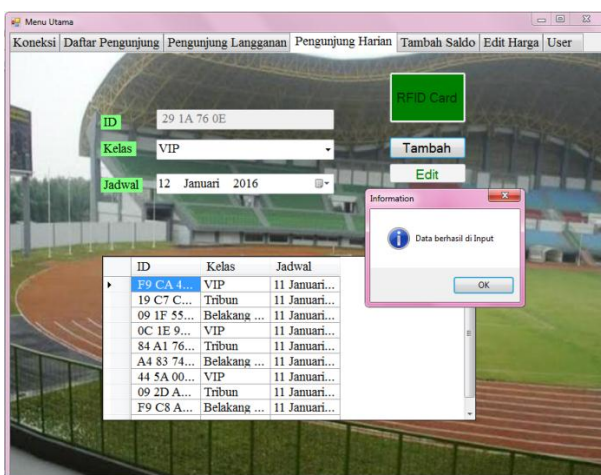 Menu Utama
Koneksi Daftar Pengunjung Pengunjung Langganan Pengunjung Harian Tambah Saldo Edit Harga User
RFID Card
ID 29 1A 76 0E
Kelas VIP Tambah
Edit
Jadwal 12 Januari 2016
Information
Data berhasil di Input
OK
ID Kelas Jadwal
F9 CA 4... VIP 11 Januari...
19 C7 C... Tribun 11 Januari...
09 1F 55... Belakang ... 11 Januari...
0C 1E 9... VIP 11 Januari...
84 A1 76... Tribun 11 Januari...
A4 83 74... Belakang ... 11 Januari...
44 5A 00... VIP 11 Januari...
09 2D A... Tribun 11 Januari...
F9 C8 A... Belakang ... 11 Januari...